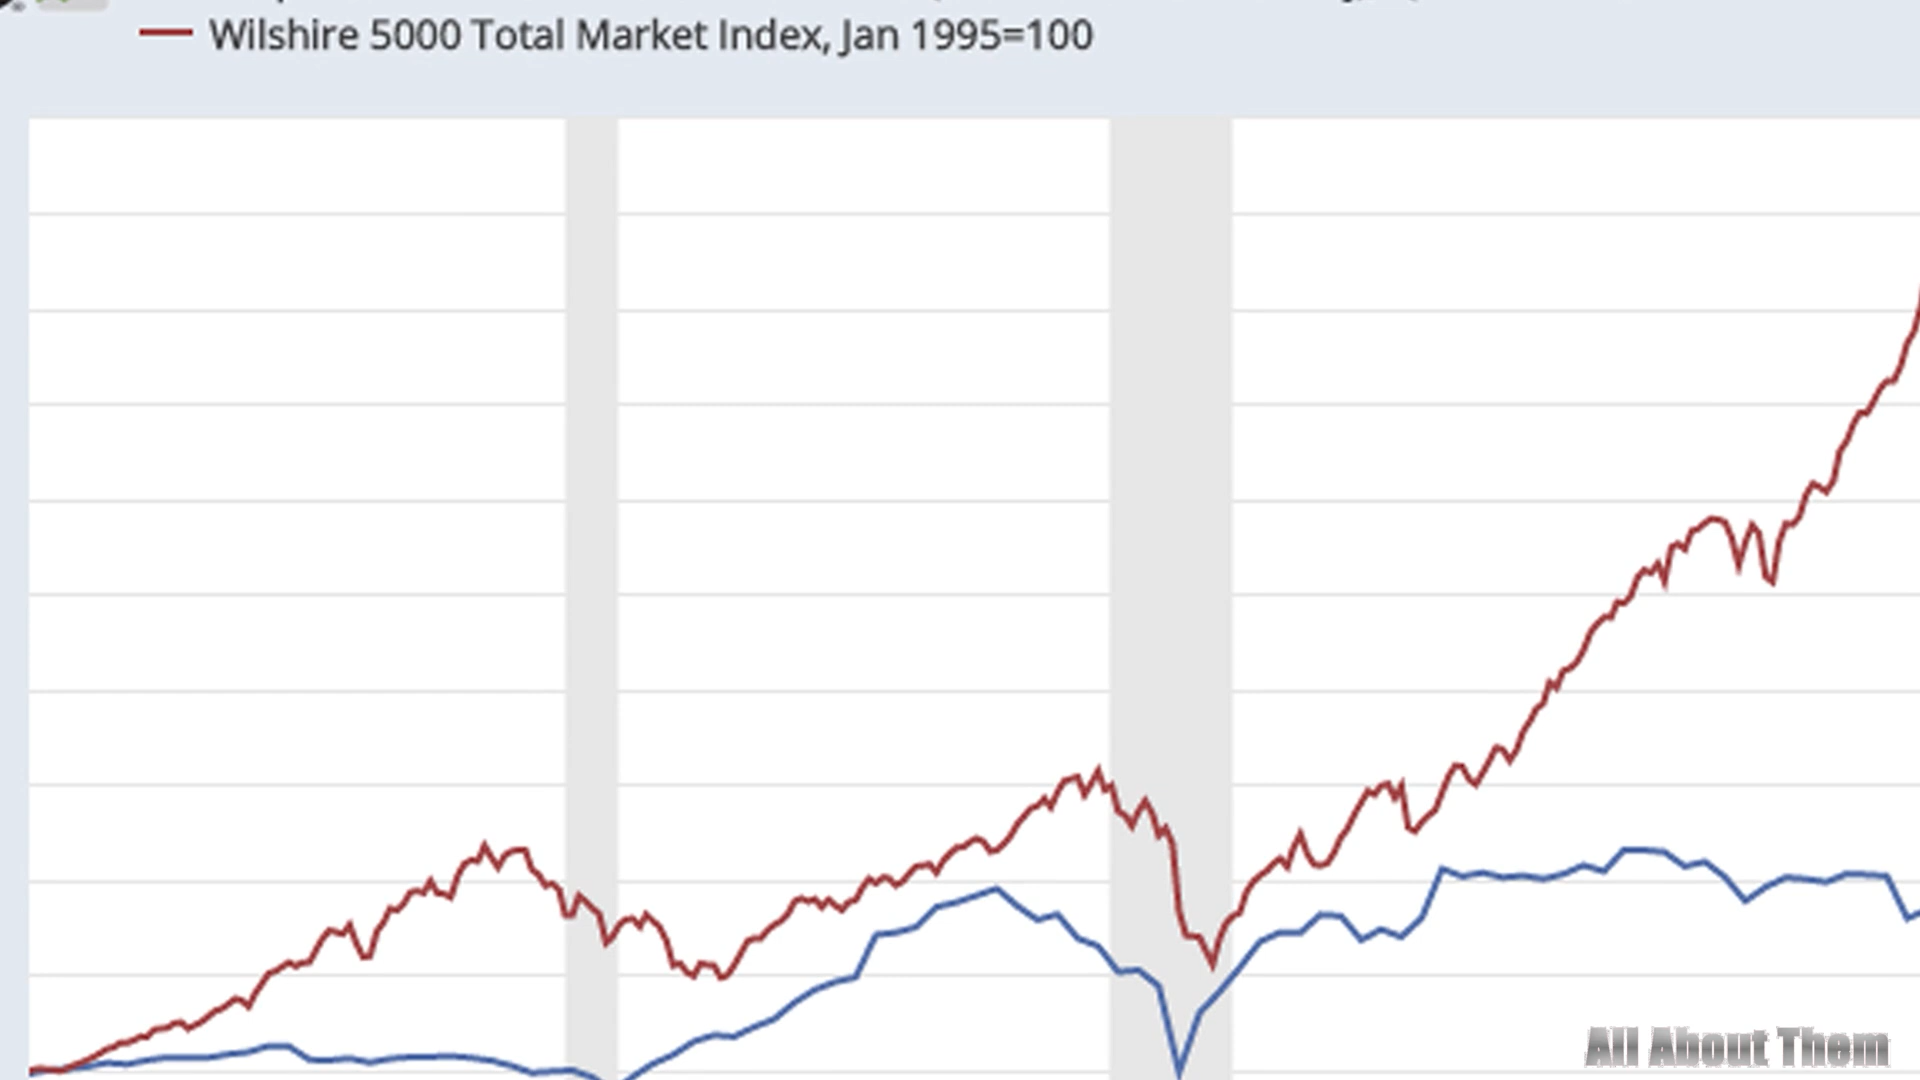 Wilshire 5000 Total Market Index, Jan 1995=100
All About Them